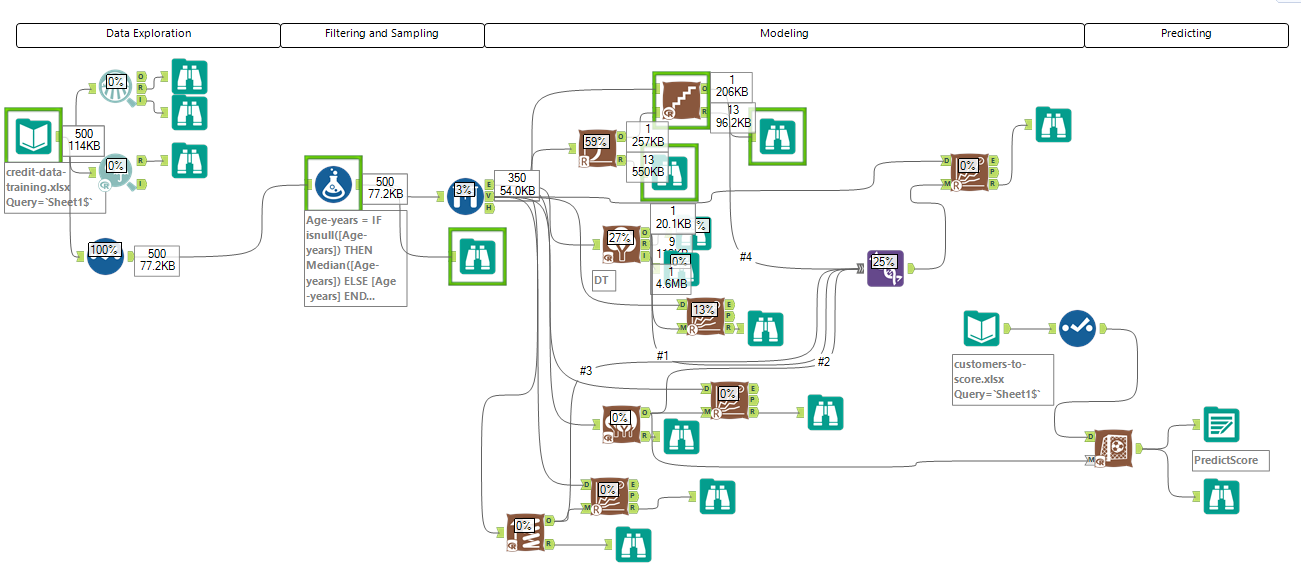 Data Exploration
Filtering and Sampling
Modeling
Predicting
0%
O
R
I
500
114KB
credit-data-
training.xlsx
Query=`Sheet1$`
0%
R
I
100%
500
77.2KB
500
77.2KB
Age-years = IF
isnull([Age-
years]) THEN
Median([Age-
years]) ELSE [Age
-years] END...
3%
E
V
H
350
54.0KB
O
R
1
206KB
13
96.2KB
59%
R
O
R
1
257KB
13
550KB
27%
O
R
I
DT
1
20.1KB
%
9
0%
1
4.6MB
#4
25%
D
M
0%
R
E
P
R
D
M
13%
R
E
P
R
#1
#2
#3
D
M
0%
R
E
P
R
0%
O
R
D
M
0%
R
E
P
R
0%
O
R
customers-to-
score.xlsx
Query=`Sheet1$`
D
M
PredictScore